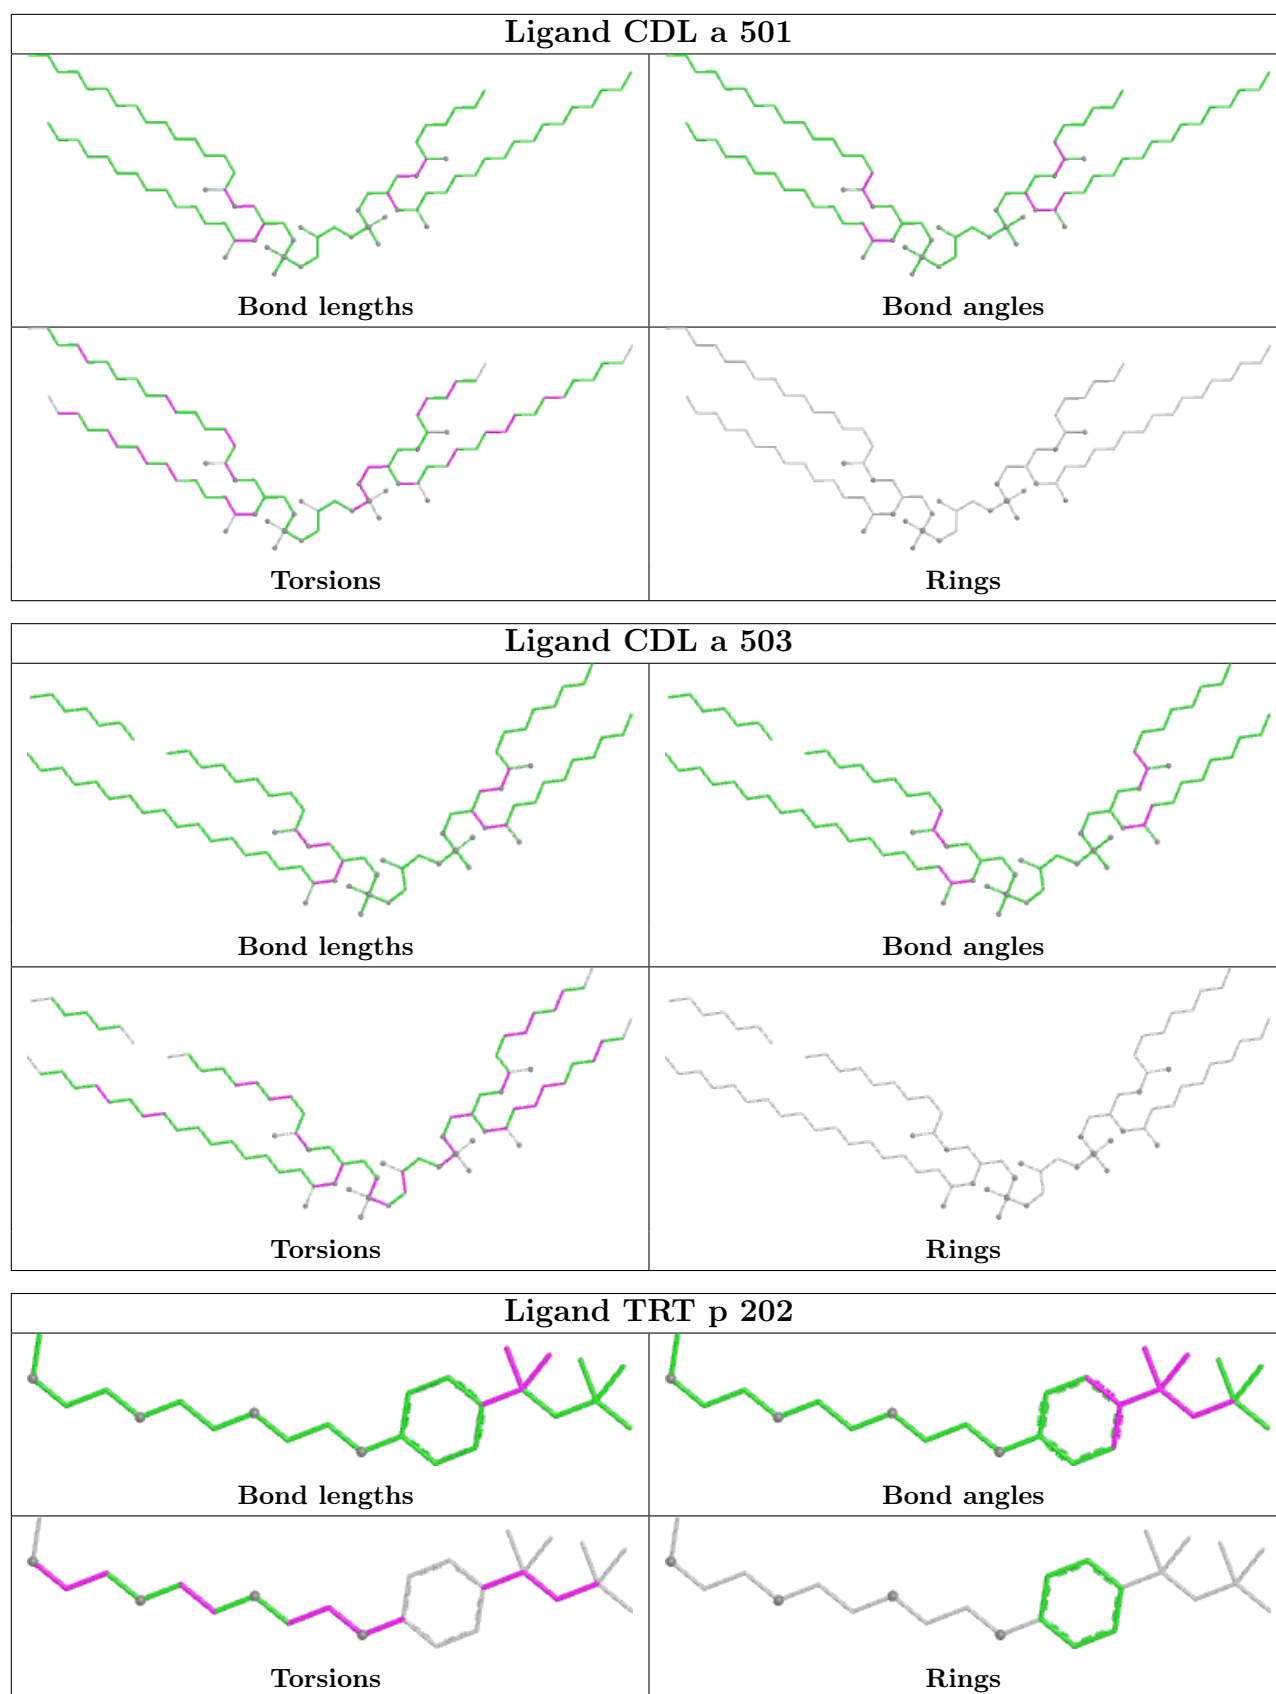 Ligand CDL a 501
Bond lengths
Bond angles
Torsions
Rings
Ligand CDL a 503
Bond lengths
Bond angles
Torsions
Rings
Ligand TRT p 202
Bond lengths
Bond angles
Torsions
Rings